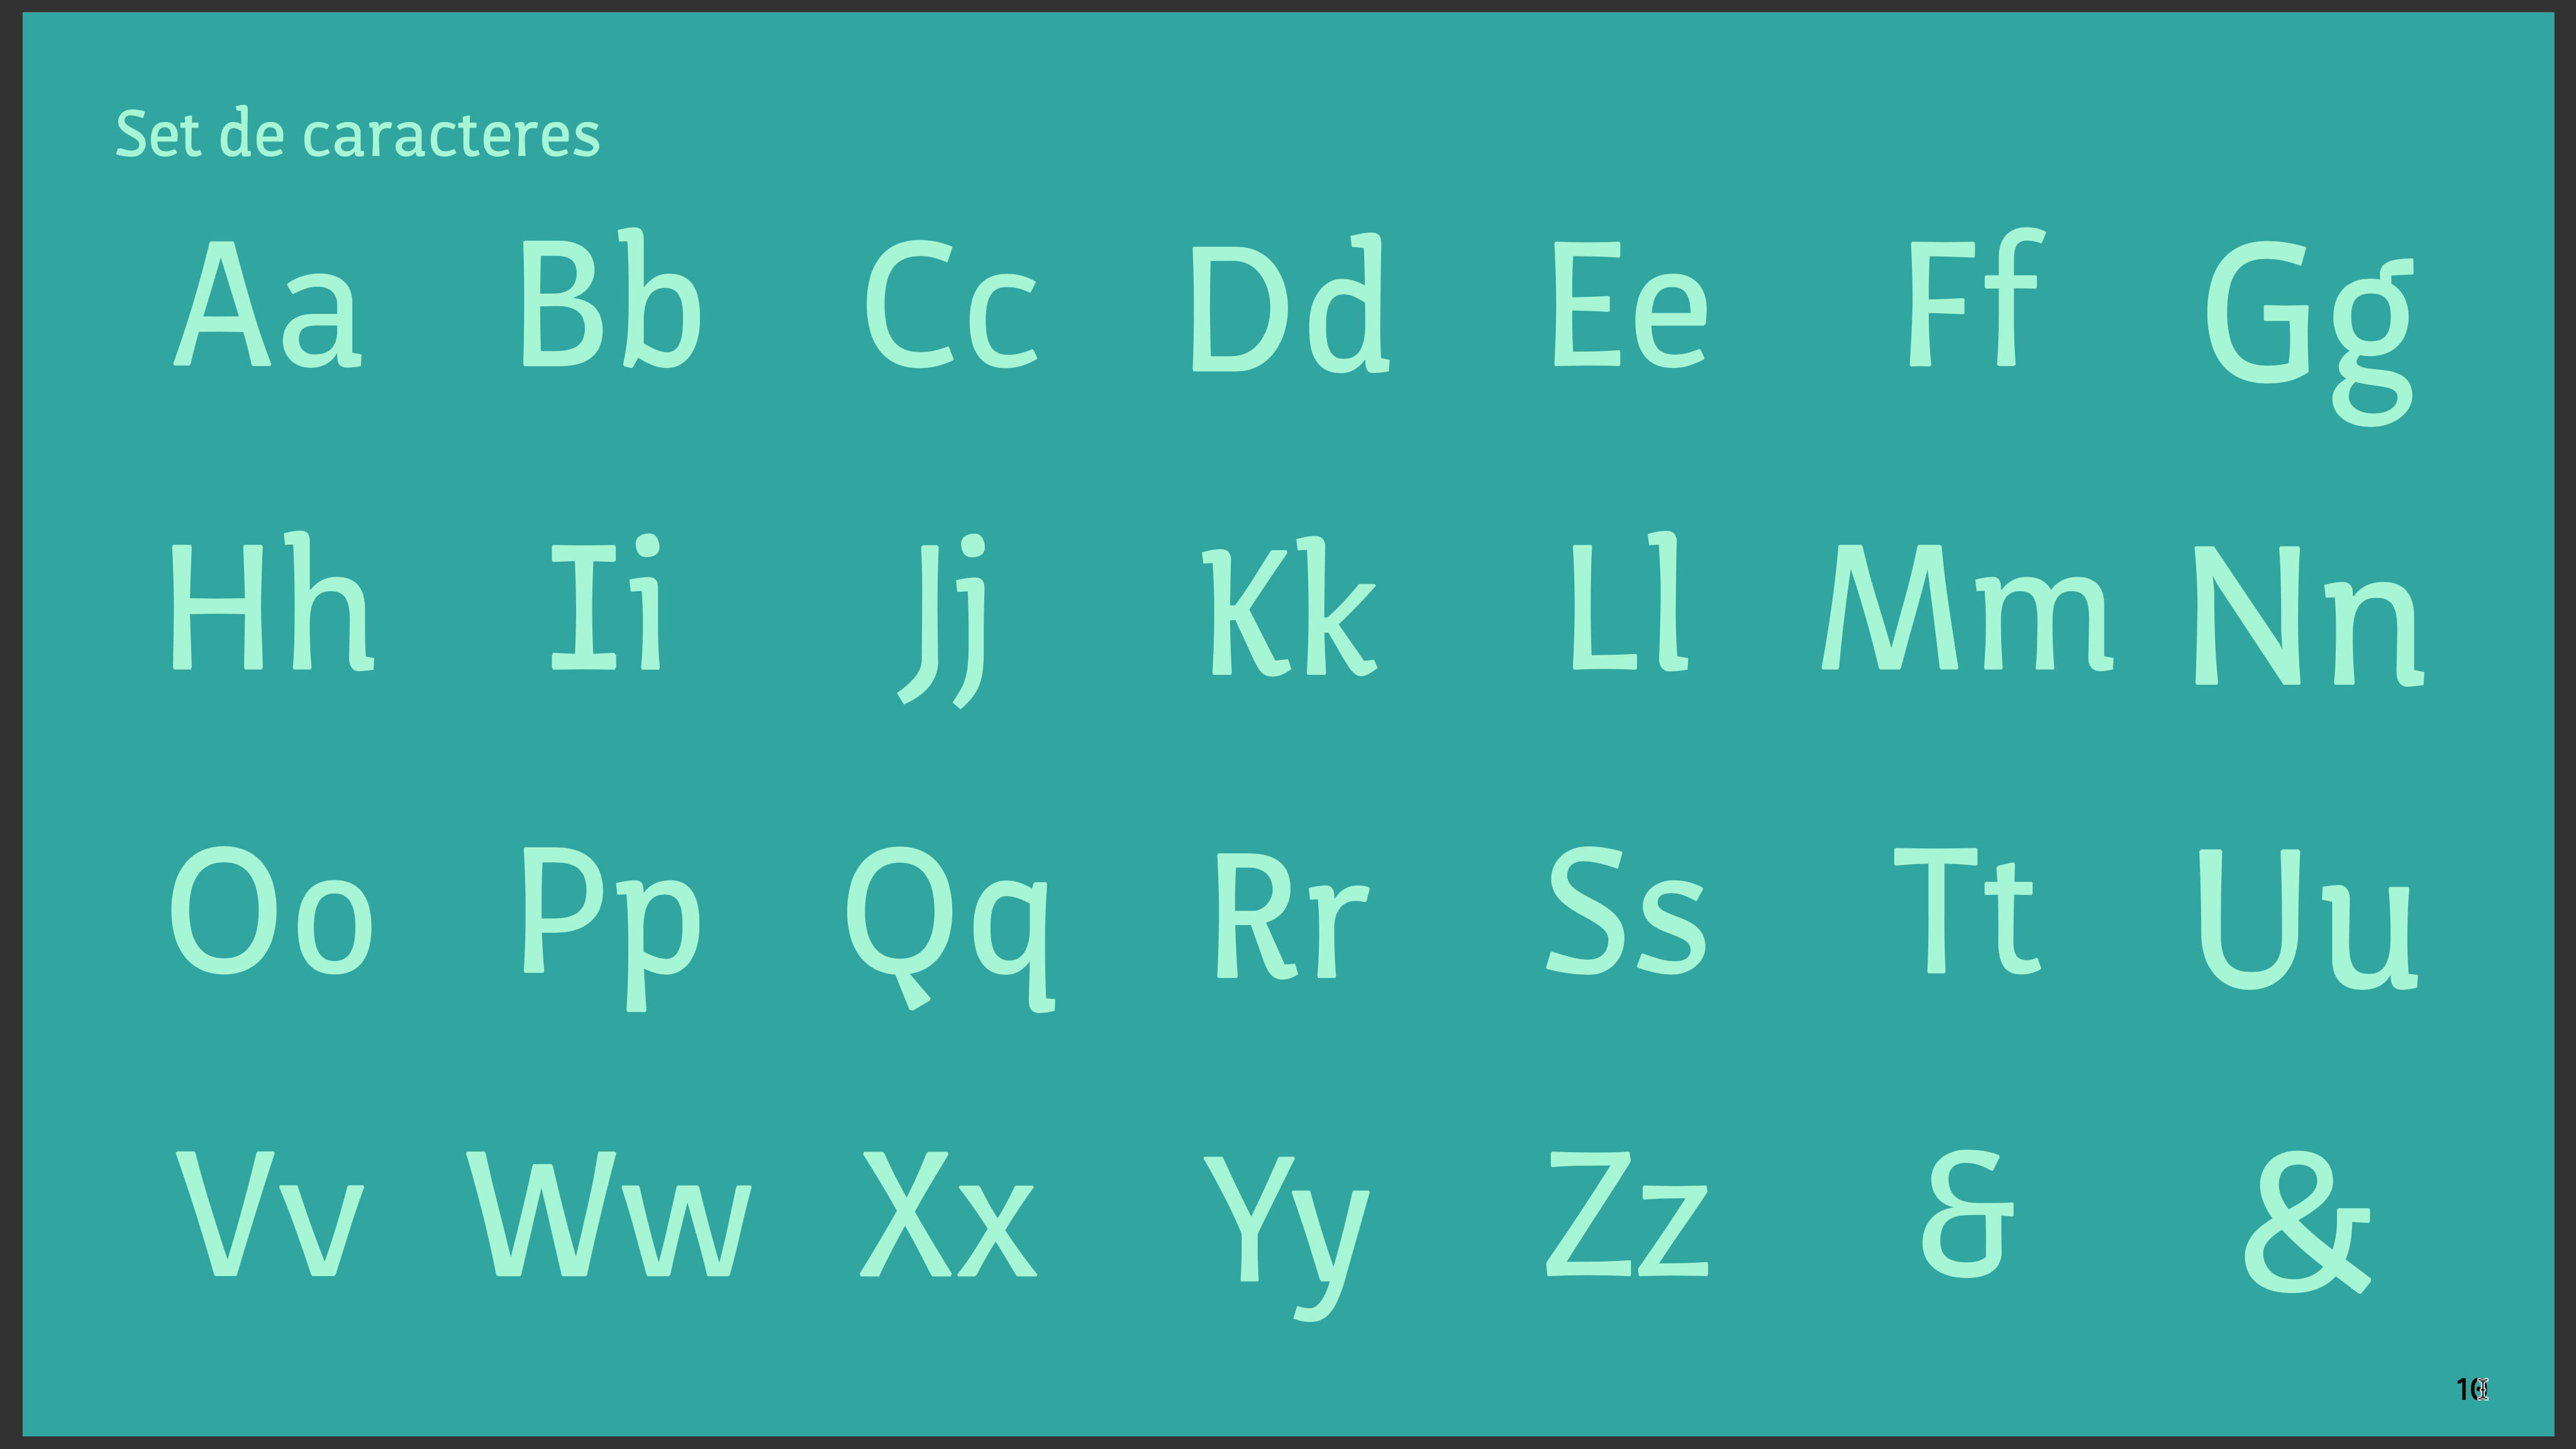 Set de caracteres
Aa Bb Cc Dd Ee Ff Gg
Hh Ii Jj Kk Ll Mm Nn
Oo Pp Qq Rr Ss Tt Uu
Vv Ww Xx Yy Zz & &